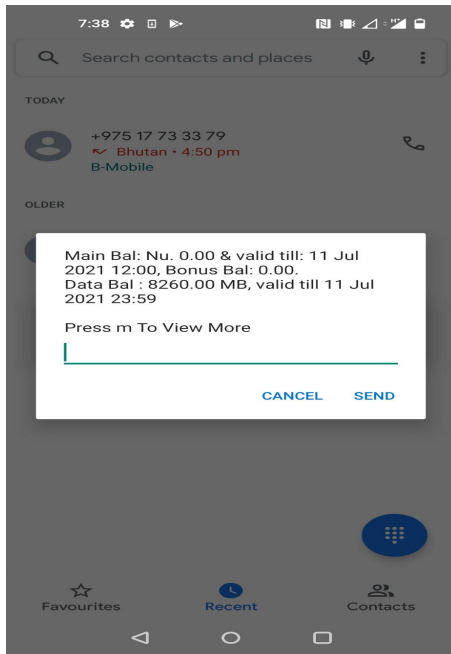 7:38
H+
Search contacts and places
TODAY
+975 17 73 33 79
Bhutan • 4:50 pm
B-Mobile
OLDER
Main Bal: Nu. 0.00 & valid till: 11 Jul
2021 12:00, Bonus Bal: 0.00.
Data Bal : 8260.00 MB, valid till 11 Jul
2021 23:59
Press m To View More
CANCEL SEND
Favourites Recent Contacts